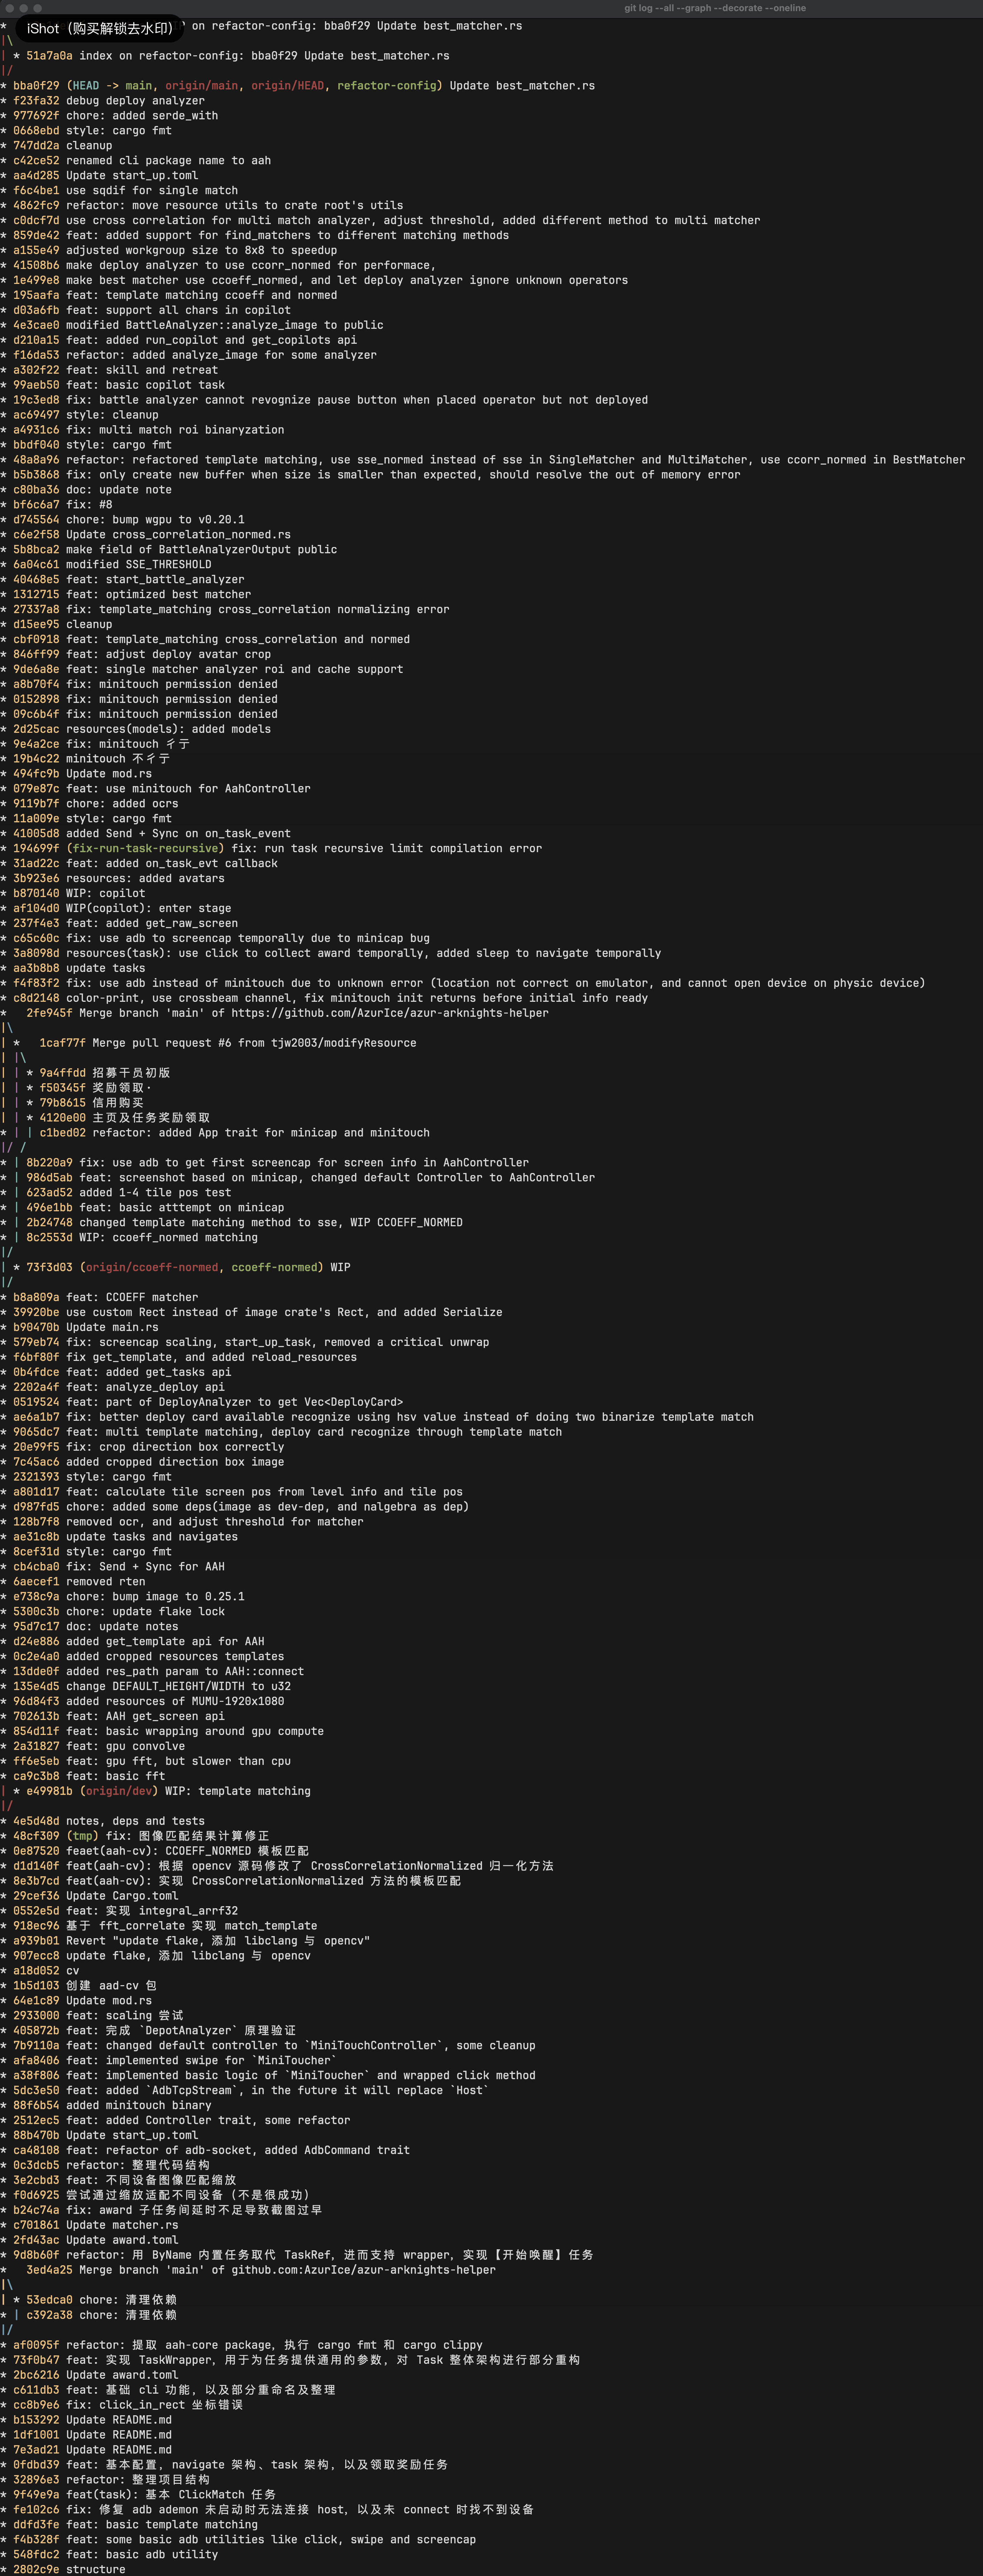 git log --all --graph --decorate --oneline
iShot（购买解锁去水印）
* on refactor-config: bba0f29 Update best_matcher.rs
|\
| * 51a7a0a index on refactor-config: bba0f29 Update best_matcher.rs
|/
* bba0f29 (HEAD -> main, origin/main, origin/HEAD, refactor-config) Update best_matcher.rs
* f23fa32 debug deploy analyzer
* 977692f chore: added serde_with
* 0668ebd style: cargo fmt
* 747dd2a cleanup
* c42ce52 renamed cli package name to aah
* aa4d285 Update start_up.toml
* f6c4be1 use sqdif for single match
* 4862fc9 refactor: move resource utils to crate root's utils
* c0dcf7d use cross correlation for multi match analyzer, adjust threshold, added different method to multi matcher
* 859de42 feat: added support for find_matchers to different matching methods
* a155e49 adjusted workgroup size to 8x8 to speedup
* 41508b6 make deploy analyzer to use ccorr_normed for performace,
* 1e499e8 make best matcher use ccoeff_normed, and let deploy analyzer ignore unknown operators
* 195aafa feat: template matching ccoeff and normed
* d03a6fb feat: support all chars in copilot
* 4e3cae0 modified BattleAnalyzer::analyze_image to public
* d210a15 feat: added run_copilot and get_copilots api
* f16da53 refactor: added analyze_image for some analyzer
* a302f22 feat: skill and retreat
* 99aeb50 feat: basic copilot task
* 19c3ed8 fix: battle analyzer cannot revognize pause button when placed operator but not deployed
* ac69497 style: cleanup
* a4931c6 fix: multi match roi binaryzation
* bbdf040 style: cargo fmt
* 48a8a96 refactor: refactored template matching, use sse_normed instead of sse in SingleMatcher and MultiMatcher, use ccorr_normed in BestMatcher
* b5b3868 fix: only create new buffer when size is smaller than expected, should resolve the out of memory error
* c80ba36 doc: update note
* bf6c6a7 fix: #8
* d745564 chore: bump wgpu to v0.20.1
* c6e2f58 Update cross_correlation_normed.rs
* 5b8bca2 make field of BattleAnalyzerOutput public
* 6a04c61 modified SSE_THRESHOLD
* 40468e5 feat: start_battle_analyzer
* 1312715 feat: optimized best matcher
* 27337a8 fix: template_matching cross_correlation normalizing error
* d15ee95 cleanup
* cbf0918 feat: template_matching cross_correlation and normed
* 846ff99 feat: adjust deploy avatar crop
* 9de6a8e feat: single matcher analyzer roi and cache support
* a8b70f4 fix: minitouch permission denied
* 0152898 fix: minitouch permission denied
* 09c6b4f fix: minitouch permission denied
* 2d25cac resources(models): added models
* 9e4a2ce fix: minitouch 彳亍
* 19b4c22 minitouch 不彳亍
* 494fc9b Update mod.rs
* 079e87c feat: use minitouch for AahController
* 9119b7f chore: added ocrs
* 11a009e style: cargo fmt
* 41005d8 added Send + Sync on on_task_event
* 194699f (fix-run-task-recursive) fix: run task recursive limit compilation error
* 31ad22c feat: added on_task_evt callback
* 3b923e6 resources: added avatars
* b870140 WIP: copilot
* af104d0 WIP(copilot): enter stage
* 237f4e3 feat: added get_raw_screen
* c65c60c fix: use adb to screencap temporally due to minicap bug
* 3a8098d resources(task): use click to collect award temporally, added sleep to navigate temporally
* aa3b8b8 update tasks
* f4f83f2 fix: use adb instead of minitouch due to unknown error (location not correct on emulator, and cannot open device on physic device)
* c8d2148 color-print, use crossbeam channel, fix minitouch init returns before initial info ready
*   2fe945f Merge branch 'main' of https://github.com/AzurIce/azur-arknights-helper
|\
| *   1caf77f Merge pull request #6 from tjw2003/modifyResource
| |\
| | * 9a4ffdd 招募干员初版
| | * f50345f 奖励领取·
| | * 79b8615 信用购买
| | * 4120e00 主页及任务奖励领取
* | | c1bed02 refactor: added App trait for minicap and minitouch
|/ /
* | 8b220a9 fix: use adb to get first screencap for screen info in AahController
* | 986d5ab feat: screenshot based on minicap, changed default Controller to AahController
* | 623ad52 added 1-4 tile pos test
* | 496e1bb feat: basic atttempt on minicap
* | 2b24748 changed template matching method to sse, WIP CCOEFF_NORMED
* | 8c2553d WIP: ccoeff_normed matching
|/
| * 73f3d03 (origin/ccoeff-normed, ccoeff-normed) WIP
|/
* b8a809a feat: CCOEFF matcher
* 39920be use custom Rect instead of image crate's Rect, and added Serialize
* b90470b Update main.rs
* 579eb74 fix: screencap scaling, start_up_task, removed a critical unwrap
* f6bf80f fix get_template, and added reload_resources
* 0b4fdce feat: added get_tasks api
* 2202a4f feat: analyze_deploy api
* 0519524 feat: part of DeployAnalyzer to get Vec<DeployCard>
* ae6a1b7 fix: better deploy card available recognize using hsv value instead of doing two binarize template match
* 9065dc7 feat: multi template matching, deploy card recognize through template match
* 20e99f5 fix: crop direction box correctly
* 7c45ac6 added cropped direction box image
* 2321393 style: cargo fmt
* a801d17 feat: calculate tile screen pos from level info and tile pos
* d987fd5 chore: added some deps(image as dev-dep, and nalgebra as dep)
* 128b7f8 removed ocr, and adjust threshold for matcher
* ae31c8b update tasks and navigates
* 8cef31d style: cargo fmt
* cb4cba0 fix: Send + Sync for AAH
* 6aecef1 removed rten
* e738c9a chore: bump image to 0.25.1
* 5300c3b chore: update flake lock
* 95d7c17 doc: update notes
* d24e886 added get_template api for AAH
* 0c2e4a0 added cropped resources templates
* 13dde0f added res_path param to AAH::connect
* 135e4d5 change DEFAULT_HEIGHT/WIDTH to u32
* 96d84f3 added resources of MUMU-1920x1080
* 702613b feat: AAH get_screen api
* 854d11f feat: basic wrapping around gpu compute
* 2a31827 feat: gpu convolve
* ff6e5eb feat: gpu fft, but slower than cpu
* ca9c3b8 feat: basic fft
| * e49981b (origin/dev) WIP: template matching
|/
* 4e5d48d notes, deps and tests
* 48cf309 (tmp) fix: 图像匹配结果计算修正
* 0e87520 feaet(aah-cv): CCOEFF_NORMED 模板匹配
* d1d140f feat(aah-cv): 根据 opencv 源码修改了 CrossCorrelationNormalized 归一化方法
* 8e3b7cd feat(aah-cv): 实现 CrossCorrelationNormalized 方法的模板匹配
* 29cef36 Update Cargo.toml
* 0552e5d feat: 实现 integral_arrf32
* 918ec96 基于 fft_correlate 实现 match_template
* a939b01 Revert "update flake, 添加 libclang 与 opencv"
* 907ecc8 update flake, 添加 libclang 与 opencv
* a18d052 cv
* 1b5d103 创建 aad-cv 包
* 64e1c89 Update mod.rs
* 2933000 feat: scaling 尝试
* 405872b feat: 完成 `DepotAnalyzer` 原理验证
* 7b9110a feat: changed default controller to `MiniTouchController`, some cleanup
* afa8406 feat: implemented swipe for `MiniToucher`
* a38f806 feat: implemented basic logic of `MiniToucher` and wrapped click method
* 5dc3e50 feat: added `AdbTcpStream`, in the future it will replace `Host`
* 88f6b54 added minitouch binary
* 2512ec5 feat: added Controller trait, some refactor
* 88b470b Update start_up.toml
* ca48108 feat: refactor of adb-socket, added AdbCommand trait
* 0c3dcb5 refactor: 整理代码结构
* 3e2cbd3 feat: 不同设备图像匹配缩放
* f0d6925 尝试通过缩放适配不同设备（不是很成功）
* b24c74a fix: award 子任务间延时不足导致截图过早
* c701861 Update matcher.rs
* 2fd43ac Update award.toml
* 9d8b60f refactor: 用 ByName 内置任务取代 TaskRef，进而支持 wrapper，实现【开始唤醒】任务
*   3ed4a25 Merge branch 'main' of github.com:AzurIce/azur-arknights-helper
|\
| * 53edca0 chore: 清理依赖
* | c392a38 chore: 清理依赖
|/
* af0095f refactor: 提取 aah-core package，执行 cargo fmt 和 cargo clippy
* 73f0b47 feat: 实现 TaskWrapper，用于为任务提供通用的参数，对 Task 整体架构进行部分重构
* 2bc6216 Update award.toml
* c611db3 feat: 基础 cli 功能，以及部分重命名及整理
* cc8b9e6 fix: click_in_rect 坐标错误
* b153292 Update README.md
* 1df1001 Update README.md
* 7e3ad21 Update README.md
* 0fdbd39 feat: 基本配置，navigate 架构、task 架构，以及领取奖励任务
* 32896e3 refactor: 整理项目结构
* 9f49e9a feat(task): 基本 ClickMatch 任务
* fe102c6 fix: 修复 adb ademon 未启动时无法连接 host，以及未 connect 时找不到设备
* ddfd3fe feat: basic template matching
* f4b328f feat: some basic adb utilities like click, swipe and screencap
* 548fdc2 feat: basic adb utility
* 2802c9e structure